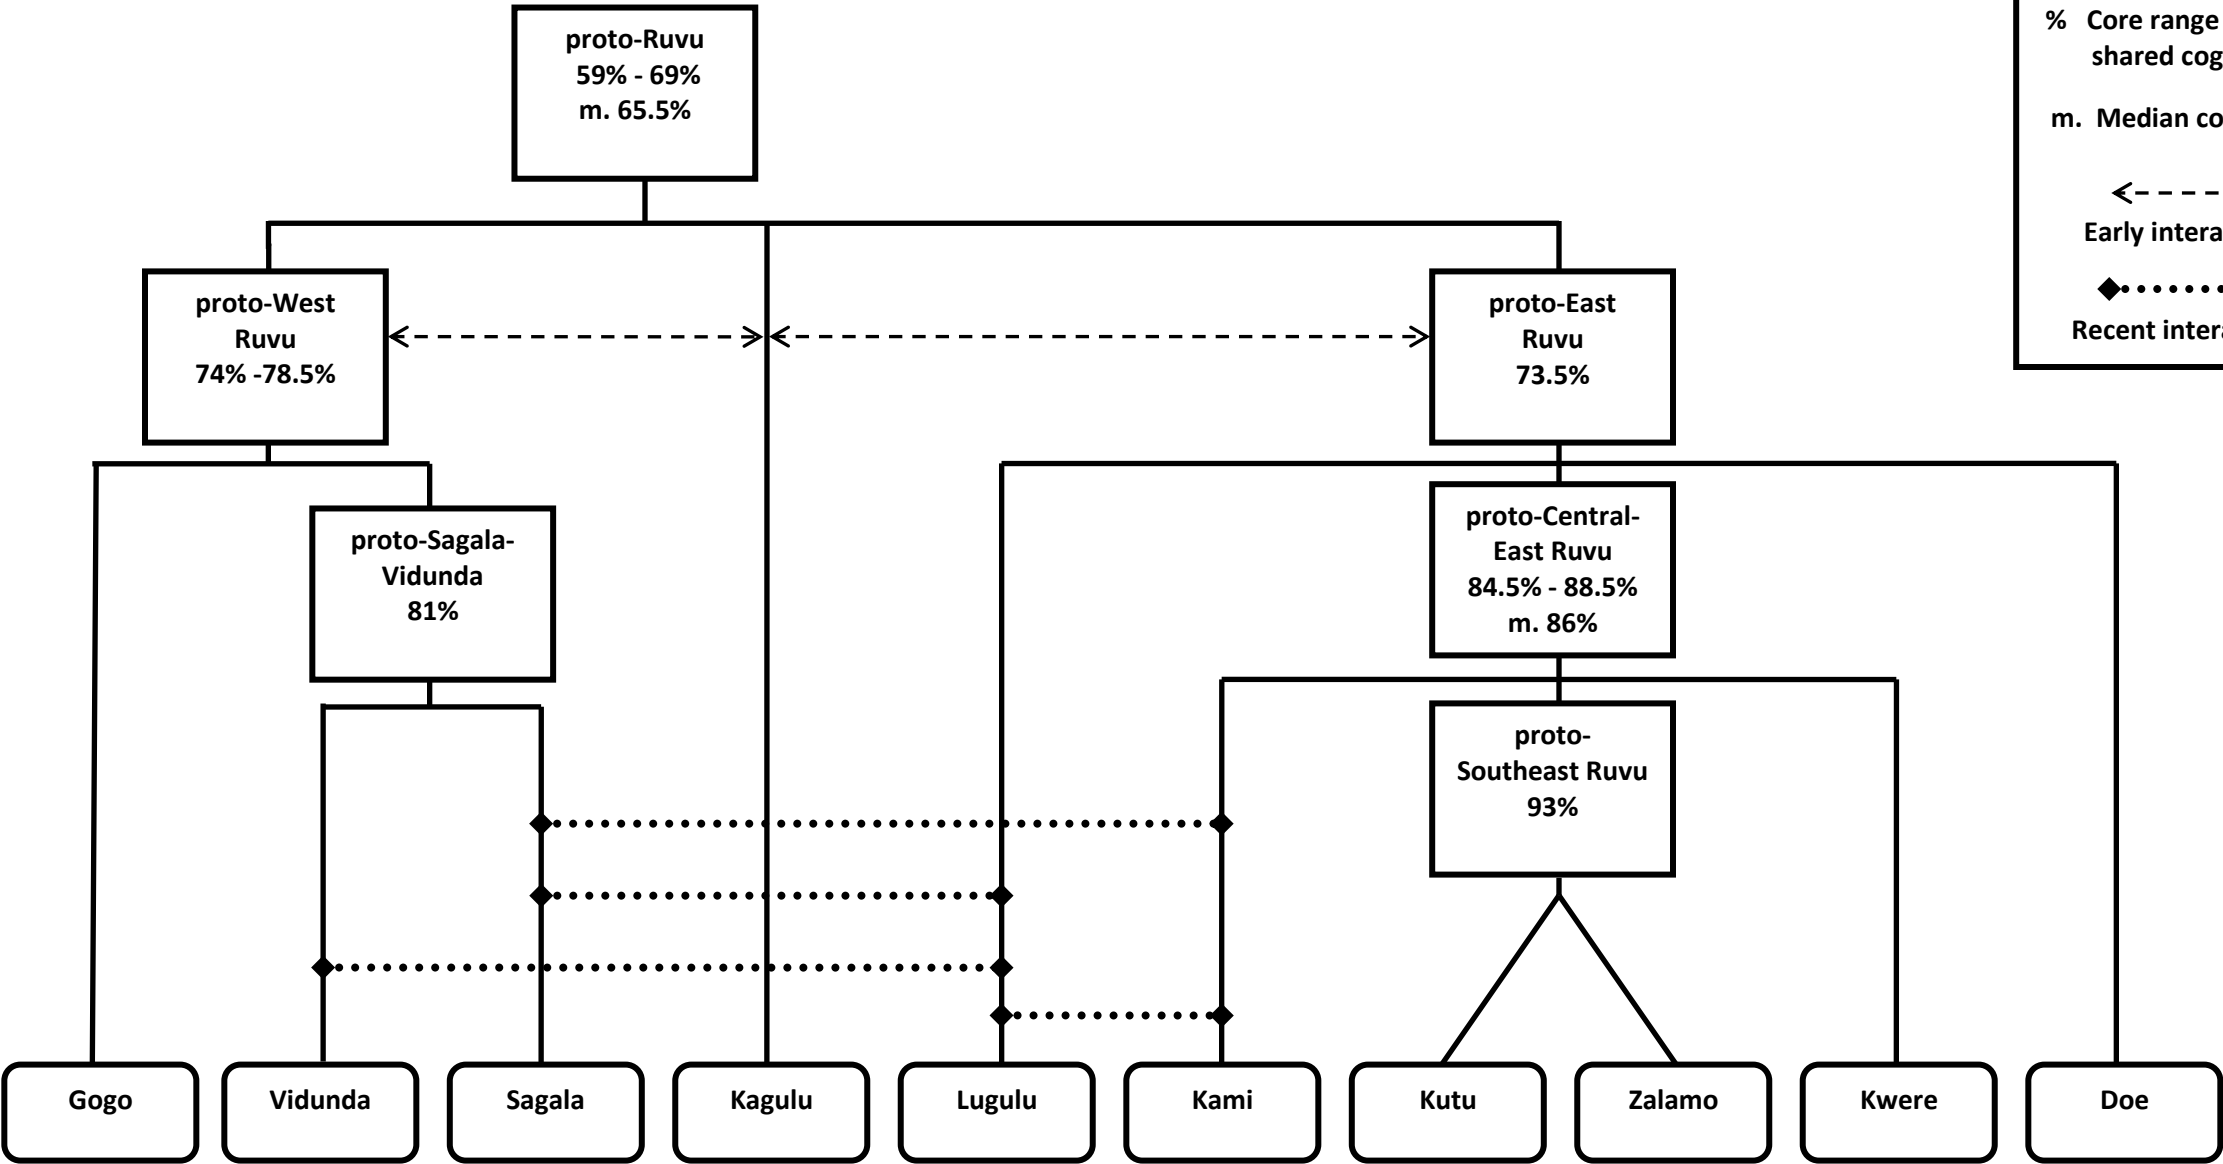 proto-Ruvu
59% - 69%
m. 65.5%
% Core range
shared cog
m. Median co
Early intera
Recent intera
proto-West
Ruvu
74% -78.5%
proto-East
Ruvu
73.5%
proto-Sagala-
Vidunda
81%
proto-Central-
East Ruvu
84.5% - 88.5%
m. 86%
proto-
Southeast Ruvu
93%
Gogo
Vidunda
Sagala
Kagulu
Lugulu
Kami
Kutu
Zalamo
Kwere
Doe